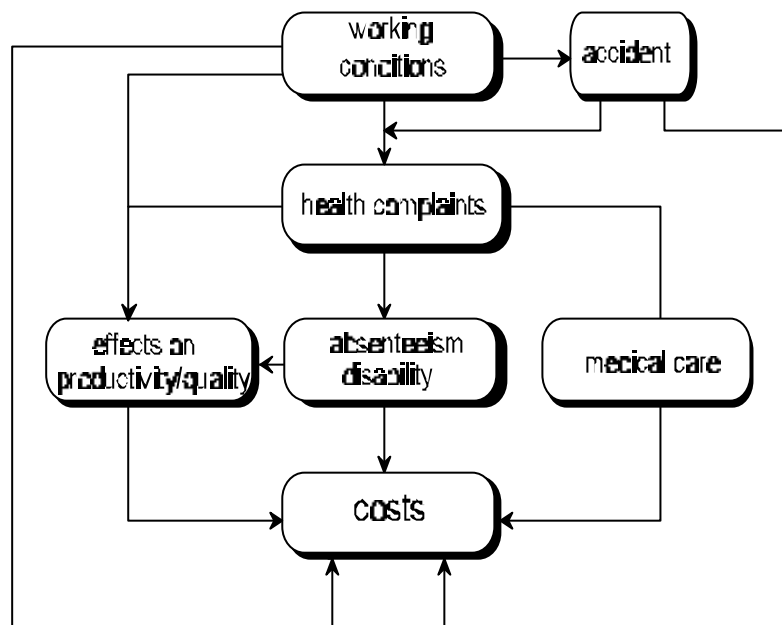 working
conditions
accident
health complaints
effects on
productivity/quality
absenteeism
disability
medical care
costs